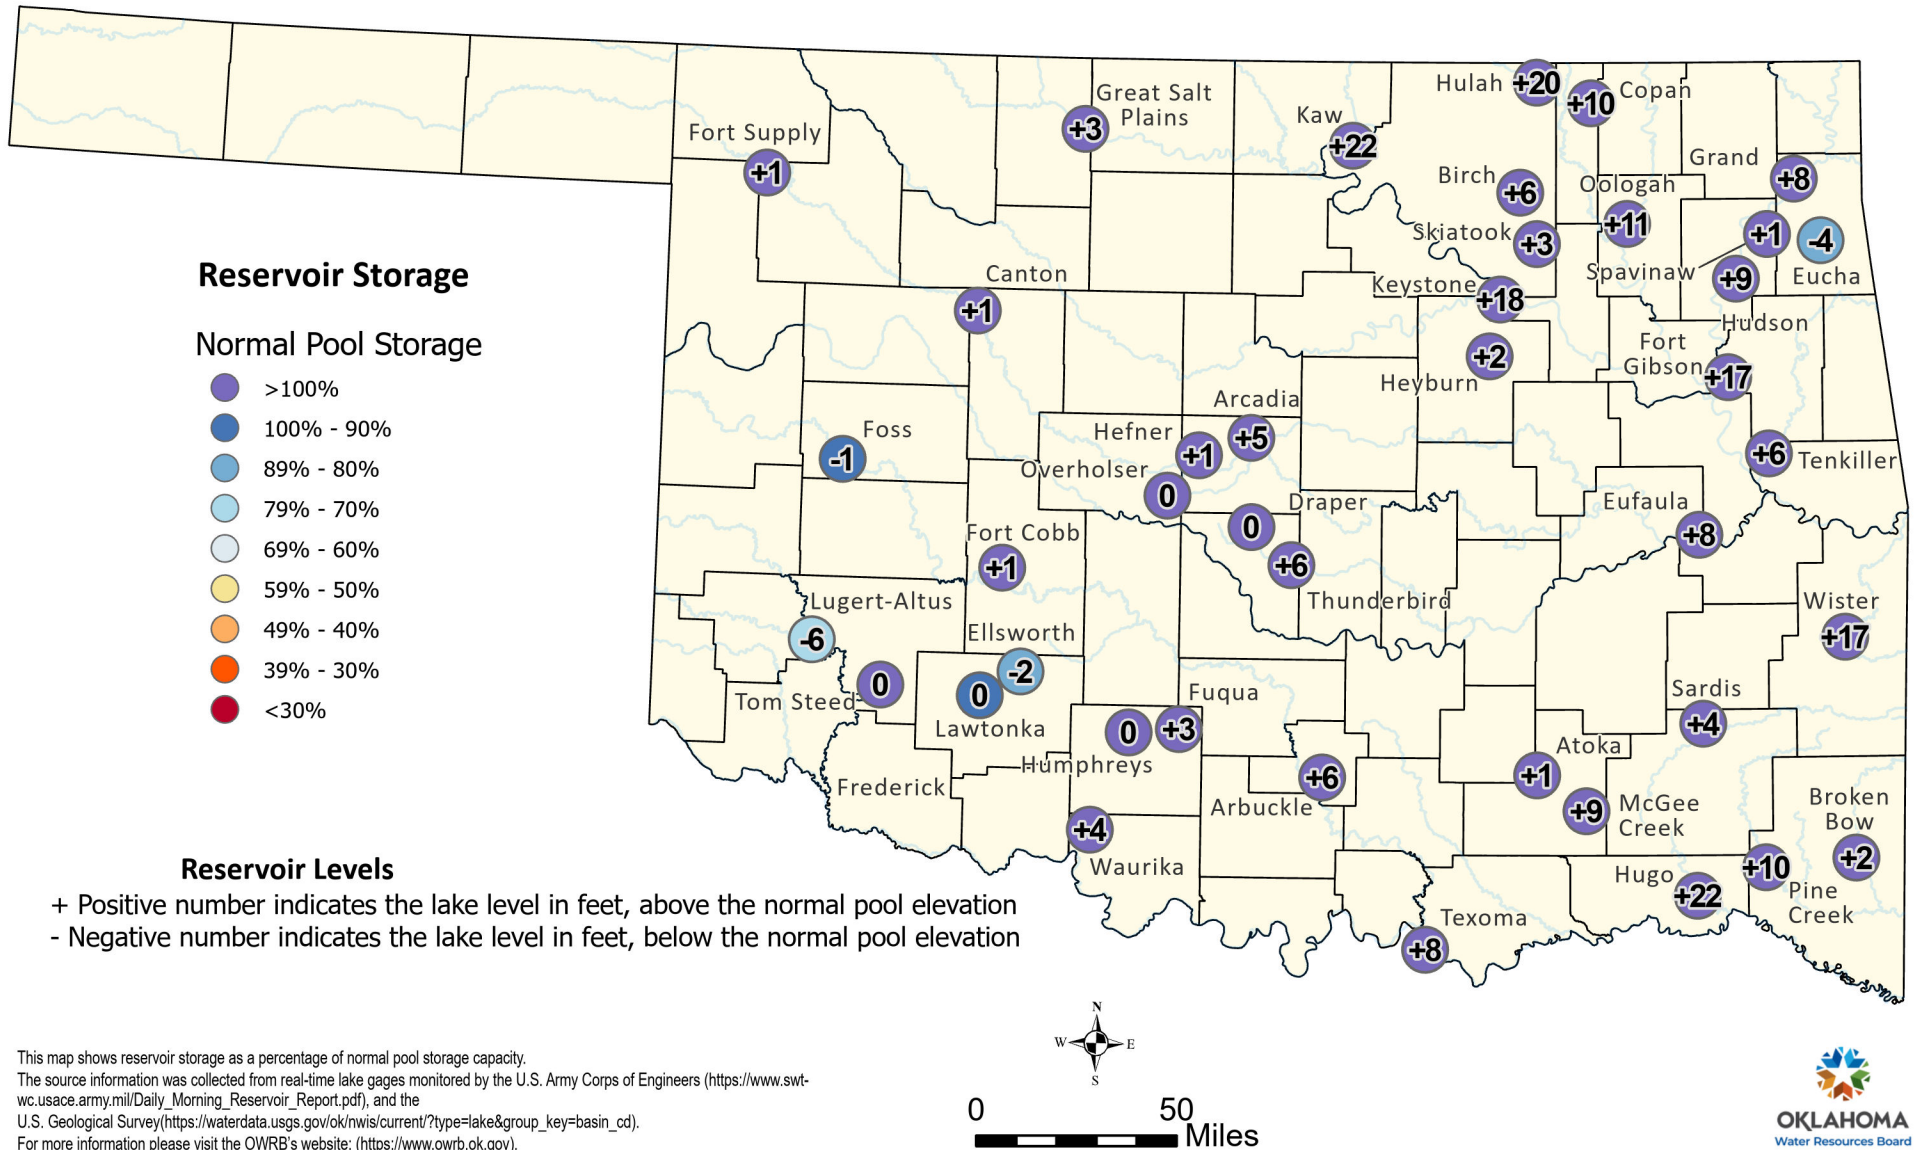 Hulah +20
+10 Copan
Great Salt
Plains
+3
Kaw
+22
Fort Supply
+1
Grand
+8
Birch +6
Oologah
+11
Skiatook +3
+1
-4
Eucha
Spavinaw
+9
Hudson
Keystone +18
Reservoir Storage
Canton
+1
Normal Pool Storage
>100%
100% - 90%
89% - 80%
79% - 70%
69% - 60%
59% - 50%
49% - 40%
39% - 30%
<30%
Fort
Gibson +17
+2
Heyburn
Arcadia
+5
Hefner +1
Overholser
0
Foss
-1
+6 Tenkiller
Draper
0
Eufaula
+8
Fort Cobb
+1
+6
Thunderbird
Lugert-Altus
-6
Wister
+17
Ellsworth
-2
0
Tom Steed
0
Lawtonka
Fuqua
+3
0
Humphreys
Sardis
+4
Atoka
+1
Frederick
+6
Arbuckle
+9 McGee
Creek
Broken
Bow
+2
+4
Waurika
Hugo
+22
+10
Pine
Creek
Texoma
+8
Reservoir Levels
+ Positive number indicates the lake level in feet, above the normal pool elevation
- Negative number indicates the lake level in feet, below the normal pool elevation
N
W E
S
0 50
Miles
This map shows reservoir storage as a percentage of normal pool storage capacity.
The source information was collected from real-time lake gages monitored by the U.S. Army Corps of Engineers (https://www.swt-
wc.usace.army.mil/Daily_Morning_Reservoir_Report.pdf), and the
U.S. Geological Survey(https://waterdata.usgs.gov/ok/nwis/current/?type=lake&group_key=basin_cd).
For more information please visit the OWRB's website: (https://www.owrb.ok.gov).
OKLAHOMA
Water Resources Board